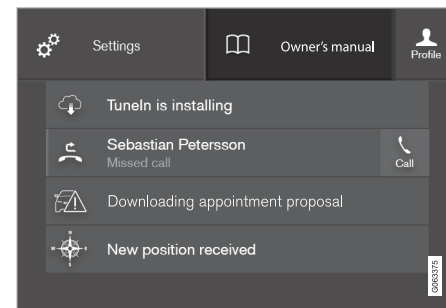 Settings
Owner's manual
Profile
TuneIn is installing
Sebastian Petersson
Missed call
Call
Downloading appointment proposal
New position received
G063375